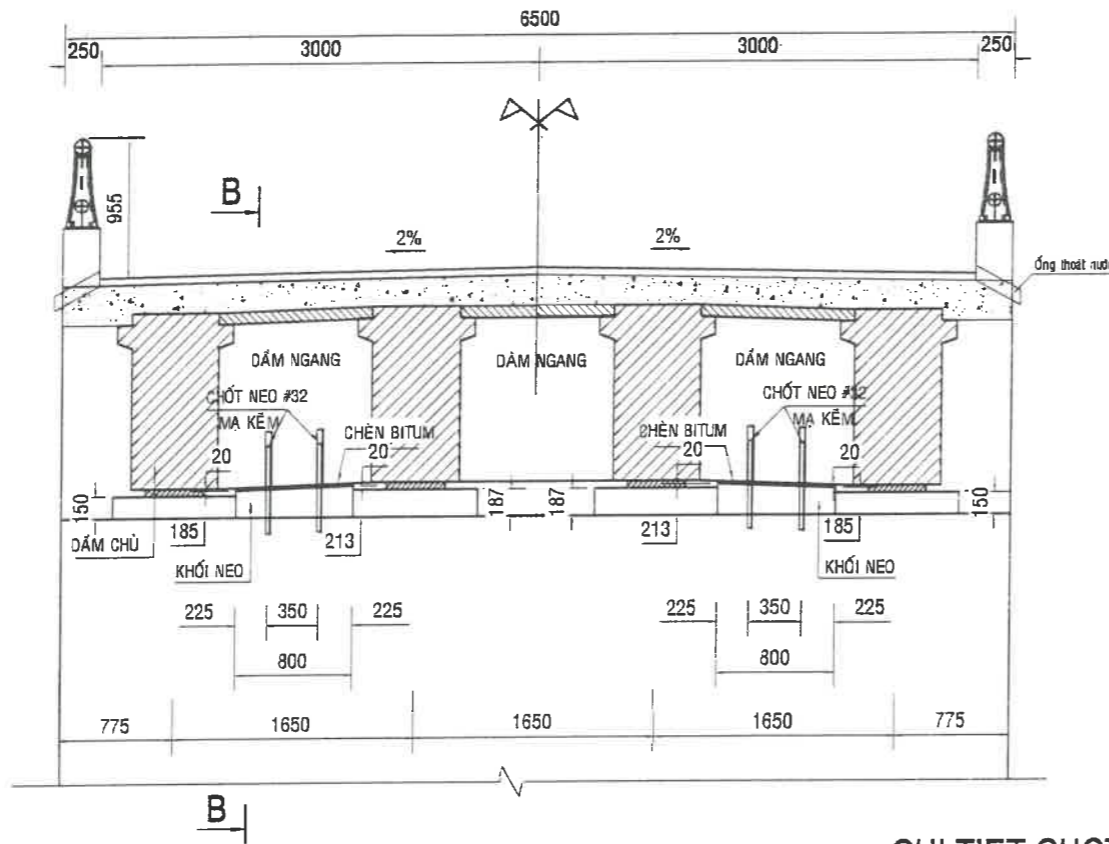 6500
250 3000 3000 250
B
955
2% 2%
Ống thoát nướ
DẦM NGANG DẦM NGANG DẦM NGANG
CHỐT NEO #32 CHỐT NEO #32
MẠ KẼM MẠ KẼM
CHÈN BITUM CHÈN BITUM
20 20 20 20
150 187 187 150
185 213 213 185
DẦM CHỦ
KHỐI NEO KHỐI NEO
225 350 225 225 350 225
800 800
775 1650 1650 1650 775
B